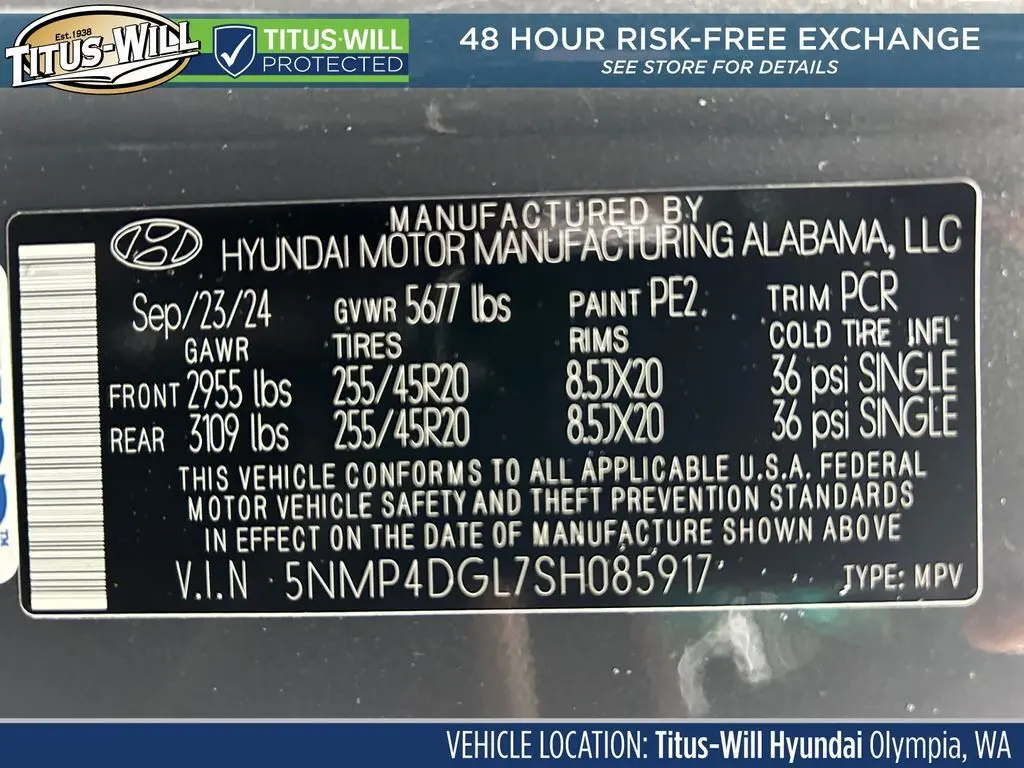 Est. 1938
TITUS-WILL
TITUS-WILL
PROTECTED
48 HOUR RISK-FREE EXCHANGE
SEE STORE FOR DETAILS
MANUFACTURED BY
HYUNDAI MOTOR MANUFACTURING ALABAMA, LLC
Sep/23/24 GVWR 5677 lbs PAINT PE2. TRIM PCR
GAWR TIRES RIMS COLD TIRE INFL
FRONT 2955 lbs 255/45R20 8.5JX20 36 psi SINGLE
REAR 3109 lbs 255/45R20 8.5JX20 36 psi SINGLE
THIS VEHICLE CONFORMS TO ALL APPLICABLE U.S.A. FEDERAL
MOTOR VEHICLE SAFETY AND THEFT PREVENTION STANDARDS
IN EFFECT ON THE DATE OF MANUFACTURE SHOWN ABOVE
V.I.N 5NMP4DGL7SH085917 TYPE: MPV
VEHICLE LOCATION: Titus-Will Hyundai Olympia, WA